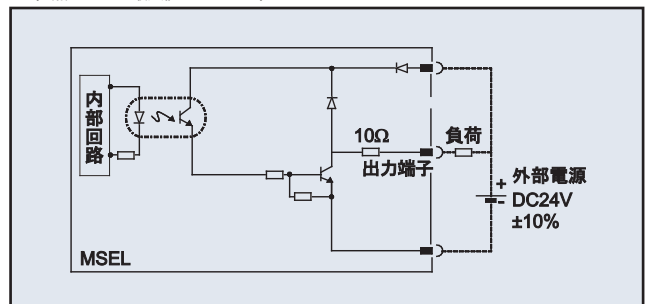 内部回路
10Ω
負荷
出力端子
+
外部電源
-
DC24V
±10%
MSEL